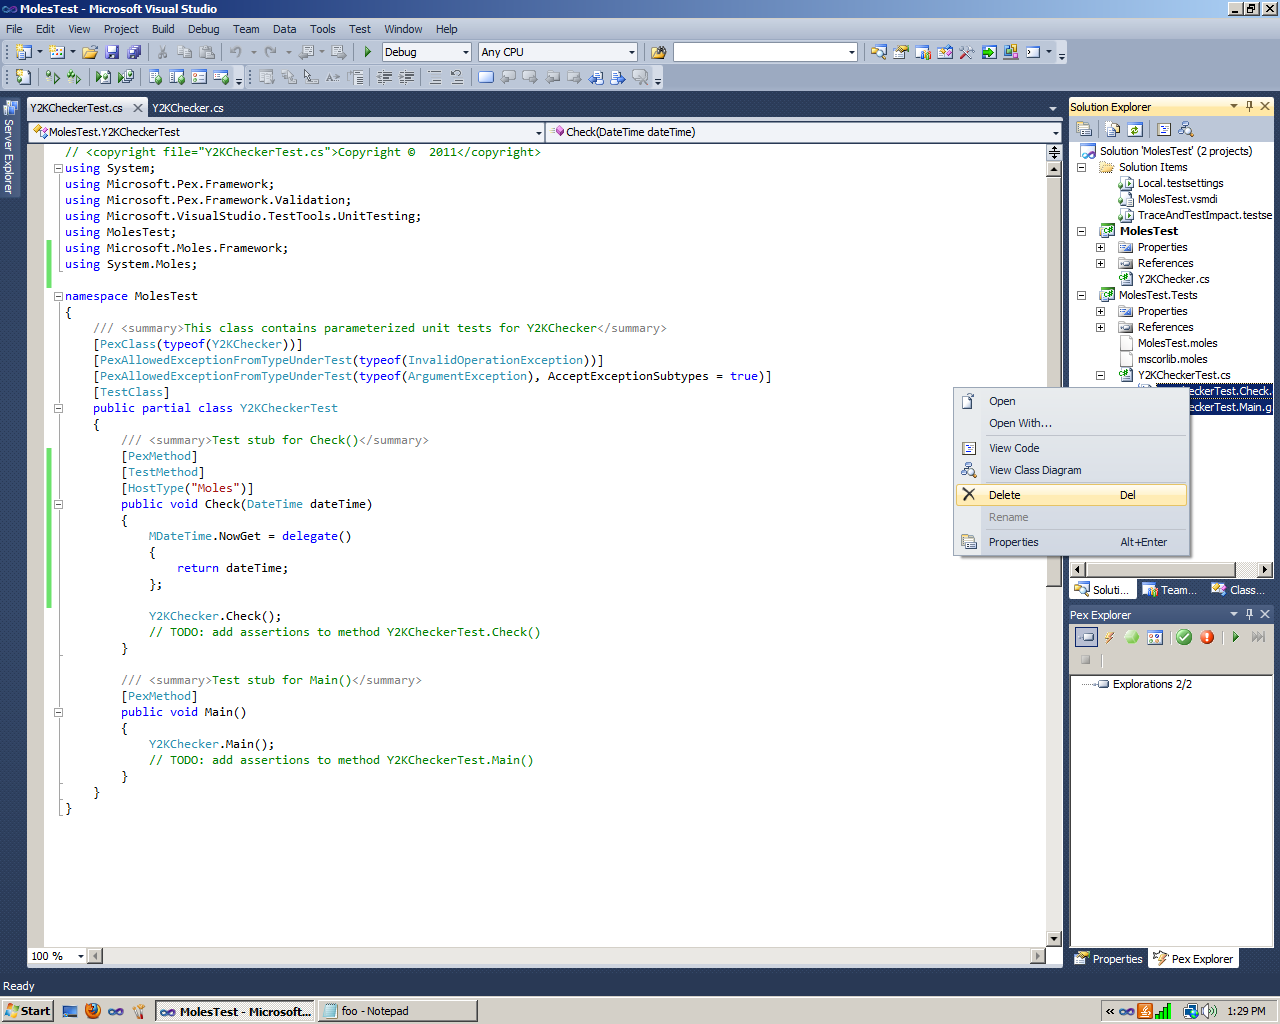 MolesTest - Microsoft Visual Studio
File Edit View Project Build Debug Team Data Tools Test Window Help
Debug Any CPU
Server Explorer
Y2KCheckerTest.cs Y2KChecker.cs
MolesTest.Y2KCheckerTest Check(DateTime dateTime)
// <copyright file="Y2KCheckerTest.cs">Copyright © 2011</copyright>
using System;
using Microsoft.Pex.Framework;
using Microsoft.Pex.Framework.Validation;
using Microsoft.VisualStudio.TestTools.UnitTesting;
using MolesTest;
using Microsoft.Moles.Framework;
using System.Moles;
namespace MolesTest
{
/// <summary>This class contains parameterized unit tests for Y2KChecker</summary>
[PexClass(typeof(Y2KChecker))]
[PexAllowedExceptionFromTypeUnderTest(typeof(InvalidOperationException))]
[PexAllowedExceptionFromTypeUnderTest(typeof(ArgumentException), AcceptExceptionSubtypes = true)]
[TestClass]
public partial class Y2KCheckerTest
{
/// <summary>Test stub for Check()</summary>
[PexMethod]
[TestMethod]
[HostType("Moles")]
public void Check(DateTime dateTime)
{
MDateTime.NowGet = delegate()
{
return dateTime;
};
Y2KChecker.Check();
// TODO: add assertions to method Y2KCheckerTest.Check()
}
/// <summary>Test stub for Main()</summary>
[PexMethod]
public void Main()
{
Y2KChecker.Main();
// TODO: add assertions to method Y2KCheckerTest.Main()
}
}
}
100 %
Solution Explorer
Solution 'MolesTest' (2 projects)
Solution Items
Local.testsettings
MolesTest.vsmdi
TraceAndTestImpact.testse
MolesTest
Properties
References
Y2KChecker.cs
MolesTest.Tests
Properties
References
MolesTest.moles
mscorlib.moles
Y2KCheckerTest.cs
ckerTest.Check.
ckerTest.Main.g
Open
Open With...
View Code
View Class Diagram
Delete Del
Rename
Properties Alt+Enter
Soluti... Team... Class...
Pex Explorer
Explorations 2/2
Properties Pex Explorer
Ready
Start MolesTest - Microsoft... foo - Notepad 1:29 PM